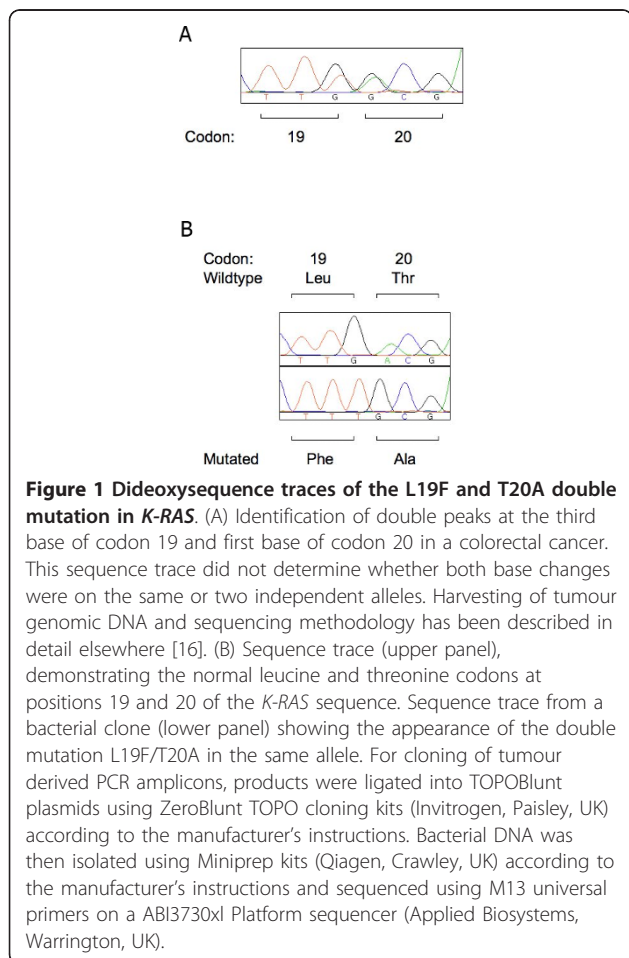 A
T T G G C G
Codon: 19 20
B
Codon: 19 20
Wildtype Leu Thr
T T G A C G
T T T G C G
Mutated Phe Ala
Figure 1 Dideoxysequence traces of the L19F and T20A double
mutation in K-RAS. (A) Identification of double peaks at the third
base of codon 19 and first base of codon 20 in a colorectal cancer.
This sequence trace did not determine whether both base changes
were on the same or two independent alleles. Harvesting of tumour
genomic DNA and sequencing methodology has been described in
detail elsewhere [16]. (B) Sequence trace (upper panel),
demonstrating the normal leucine and threonine codons at
positions 19 and 20 of the K-RAS sequence. Sequence trace from a
bacterial clone (lower panel) showing the appearance of the double
mutation L19F/T20A in the same allele. For cloning of tumour
derived PCR amplicons, products were ligated into TOPOBlunt
plasmids using ZeroBlunt TOPO cloning kits (Invitrogen, Paisley, UK)
according to the manufacturer's instructions. Bacterial DNA was
then isolated using Miniprep kits (Qiagen, Crawley, UK) according to
the manufacturer's instructions and sequenced using M13 universal
primers on a ABI3730xl Platform sequencer (Applied Biosystems,
Warrington, UK).